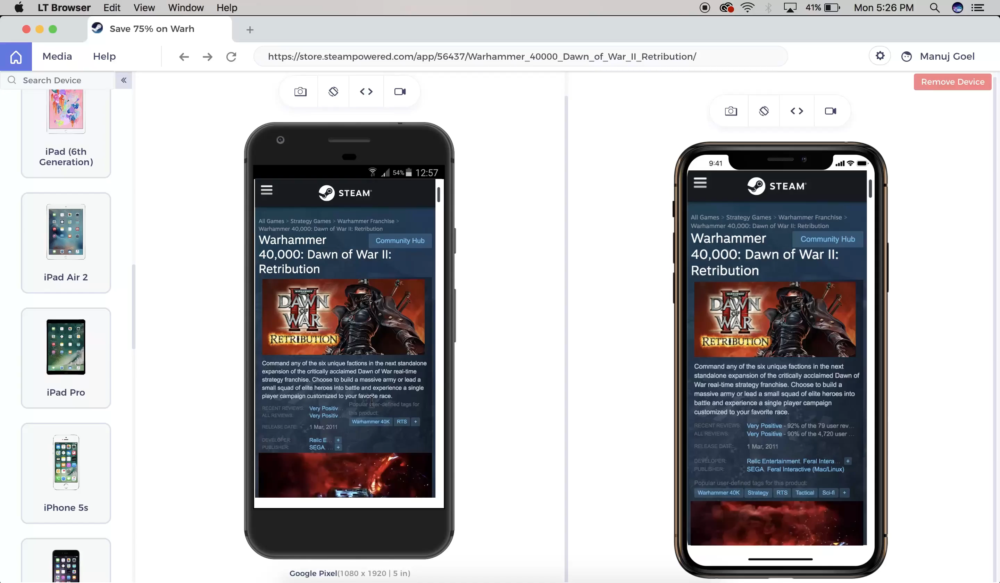 LT Browser Edit View Window Help 41% Mon 5:26 PM
Save 75% on Warh
Media Help https://store.steampowered.com/app/56437/Warhammer_40000_Dawn_of_War_II_Retribution/ Manuj Goel
Search Device
Remove Device
iPad (6th
Generation)
iPad Air 2
iPad Pro
iPhone 5s
54% 12:57
STEAM
All Games > Strategy Games > Warhammer Franchise >
Warhammer 40,000: Dawn of War II: Retribution
Warhammer
Community Hub
40,000: Dawn of War II:
Retribution
WARHAMMER
DAWN
OF
WAR
II
RETRIBUTION
Command any of the six unique factions in the next standalone
expansion of the critically acclaimed Dawn of War real-time
strategy franchise. Choose to build a massive army or lead a
small squad of elite heroes into battle and experience a single
player campaign customized to your favorite race.
RECENT REVIEWS: Very Positiv...
ALL REVIEWS: Very Positiv...
RELEASE DATE: 1 Mar, 2011
DEVELOPER: Relic E... +
PUBLISHER: SEGA, ... +
Popular user-defined tags for
this product:
Warhammer 40K RTS +
Google Pixel(1080 x 1920 | 5 in)
9:41
STEAM
All Games > Strategy Games > Warhammer Franchise >
Warhammer 40,000: Dawn of War II: Retribution
Warhammer
Community Hub
40,000: Dawn of War II:
Retribution
WARHAMMER
DAWN
OF
WAR
II
RETRIBUTION
Command any of the six unique factions in the next
standalone expansion of the critically acclaimed Dawn of
War real-time strategy franchise. Choose to build a
massive army or lead a small squad of elite heroes into
battle and experience a single player campaign
customized to your favorite race.
RECENT REVIEWS: Very Positive - 92% of the 79 user rev...
ALL REVIEWS: Very Positive - 90% of the 4,720 user ...
RELEASE DATE: 1 Mar, 2011
DEVELOPER: Relic Entertainment, Feral Intera... +
PUBLISHER: SEGA, Feral Interactive (Mac/Linux)
Popular user-defined tags for this product:
Warhammer 40K Strategy RTS Tactical Sci-fi +